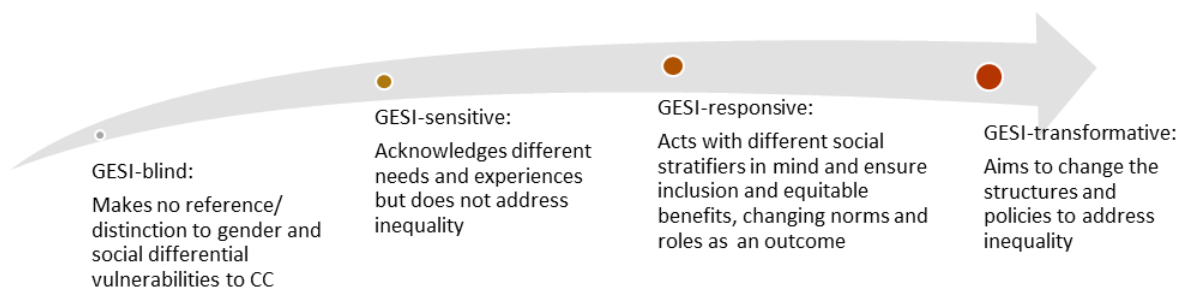 GESI-blind:
Makes no reference/
distinction to gender and
social differential
vulnerabilities to CC
GESI-sensitive:
Acknowledges different
needs and experiences
but does not address
inequality
GESI-responsive:
Acts with different social
stratifiers in mind and ensure
inclusion and equitable
benefits, changing norms and
roles as an outcome
GESI-transformative:
Aims to change the
structures and
policies to address
inequality